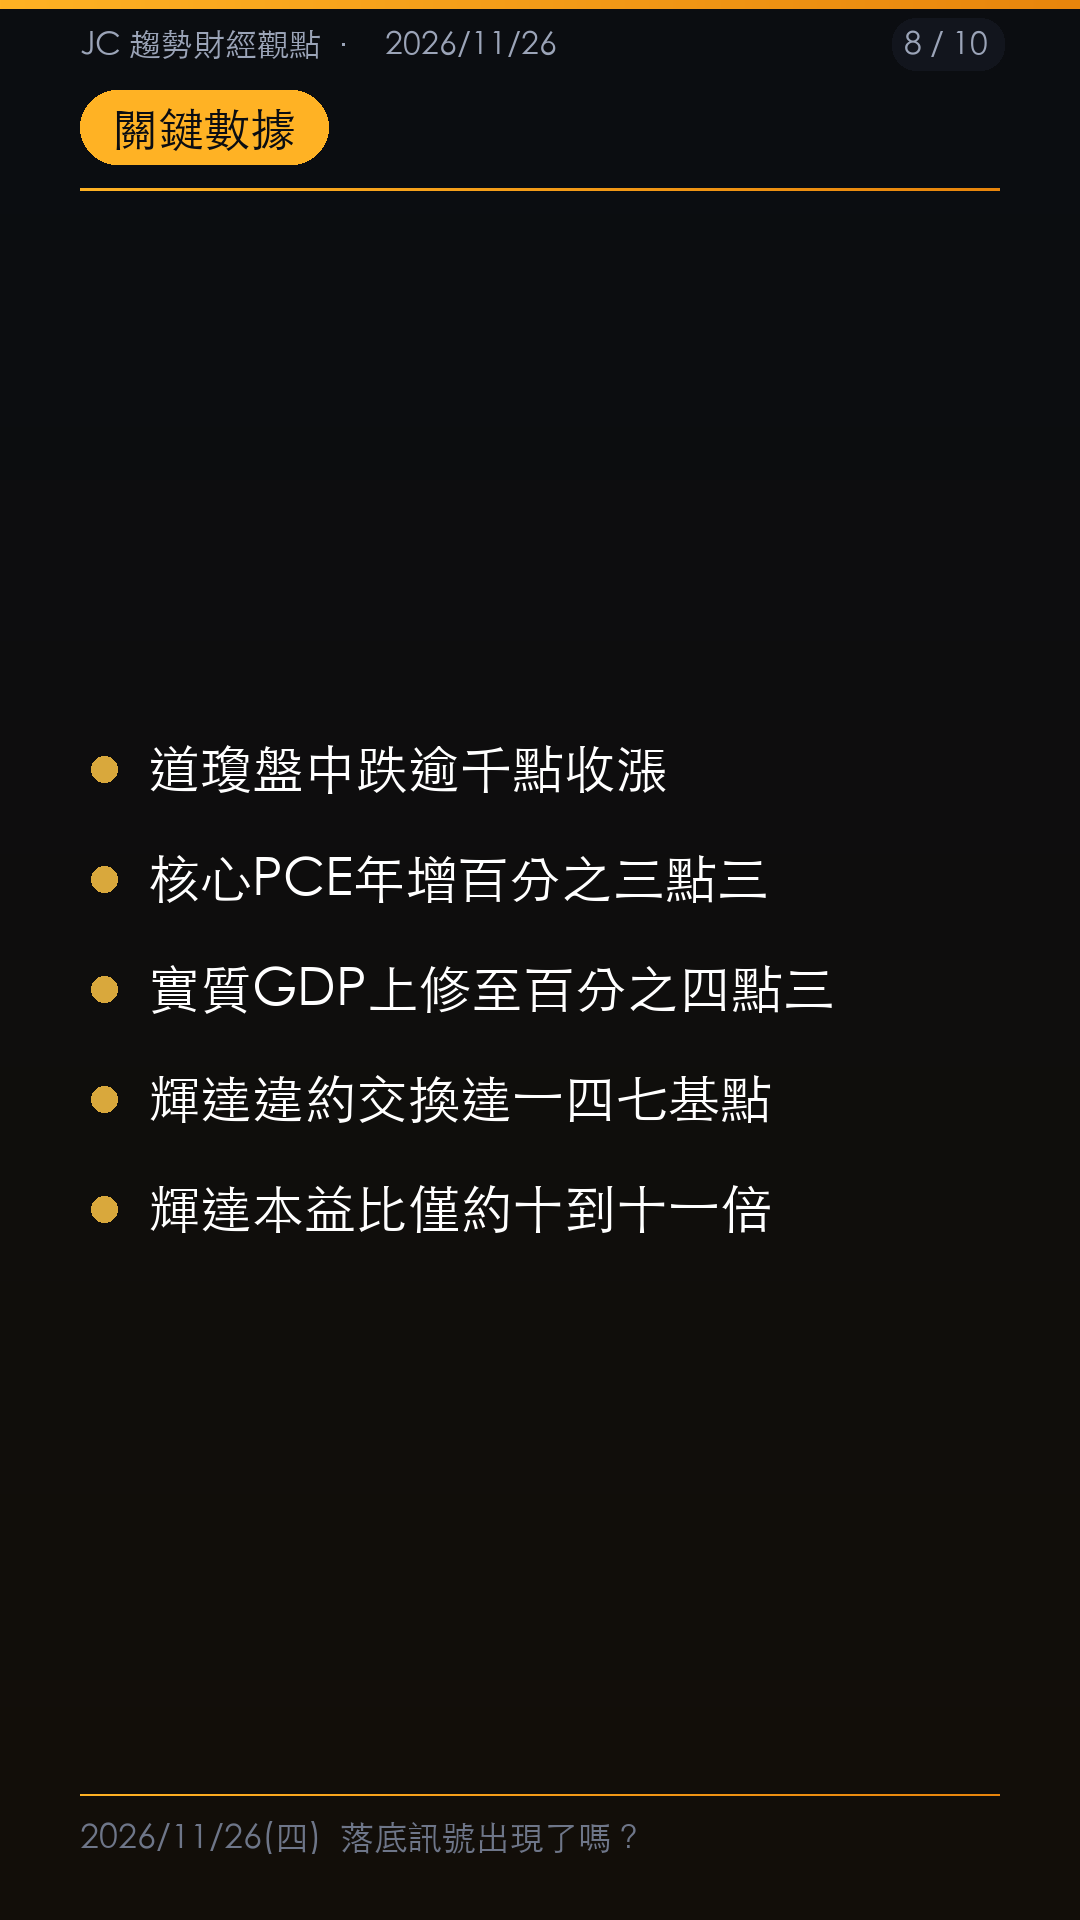 JC 趨勢財經觀點 · 2026/11/26
8 / 10
關鍵數據
道瓊盤中跌逾千點收漲
核心PCE年增百分之三點三
實質GDP上修至百分之四點三
輝達違約交換達一四七基點
輝達本益比僅約十到十一倍
2026/11/26(四) 落底訊號出現了嗎？